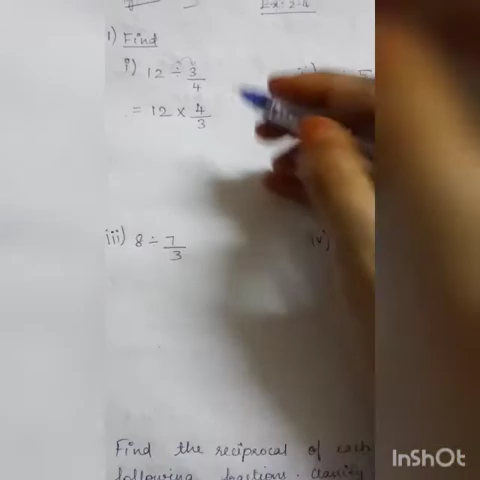 Ex: 2.4
1) Find
i) 12 ÷ 3/4
= 12 × 4/3
iii) 8 ÷ 7/3
iv)
Find the reciprocal of each
following fractions. classify
InShOt